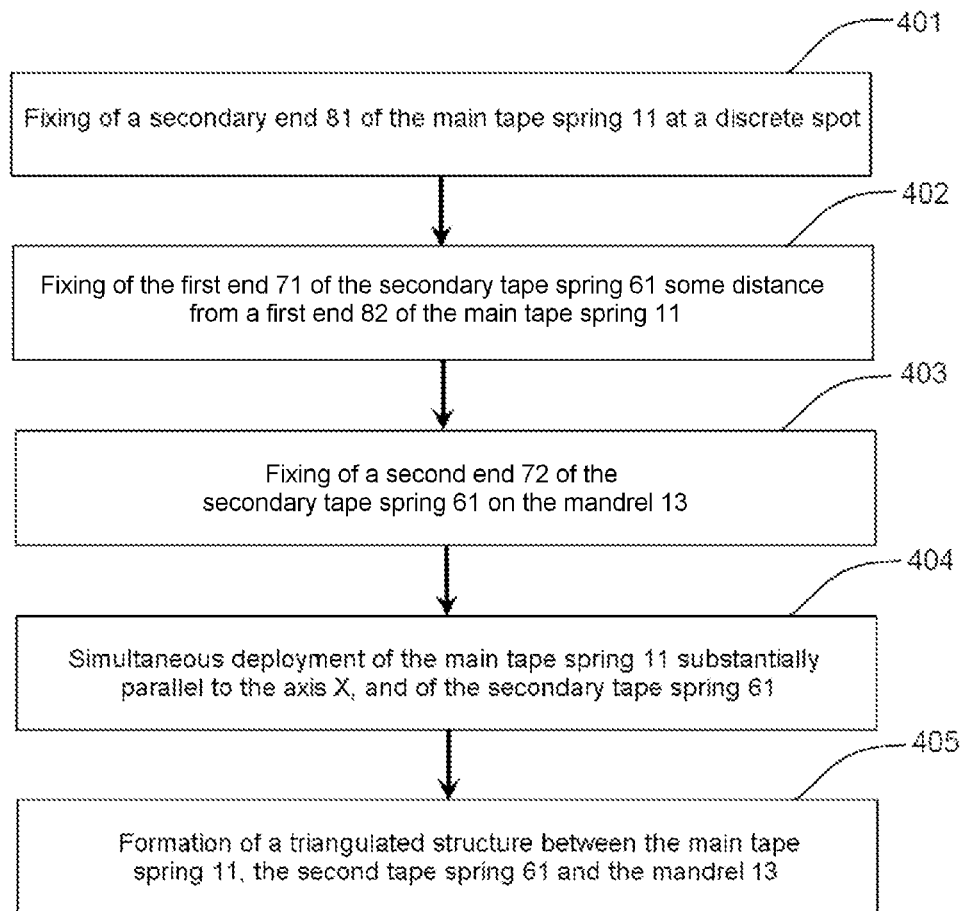 401
Fixing of a secondary end 81 of the main tape spring 11 at a discrete spot
402
Fixing of the first end 71 of the secondary tape spring 61 some distance
from a first end 82 of the main tape spring 11
403
Fixing of a second end 72 of the
secondary tape spring 61 on the mandrel 13
404
Simultaneous deployment of the main tape spring 11 substantially
parallel to the axis X, and of the secondary tape spring 61
405
Formation of a triangulated structure between the main tape
spring 11, the second tape spring 61 and the mandrel 13